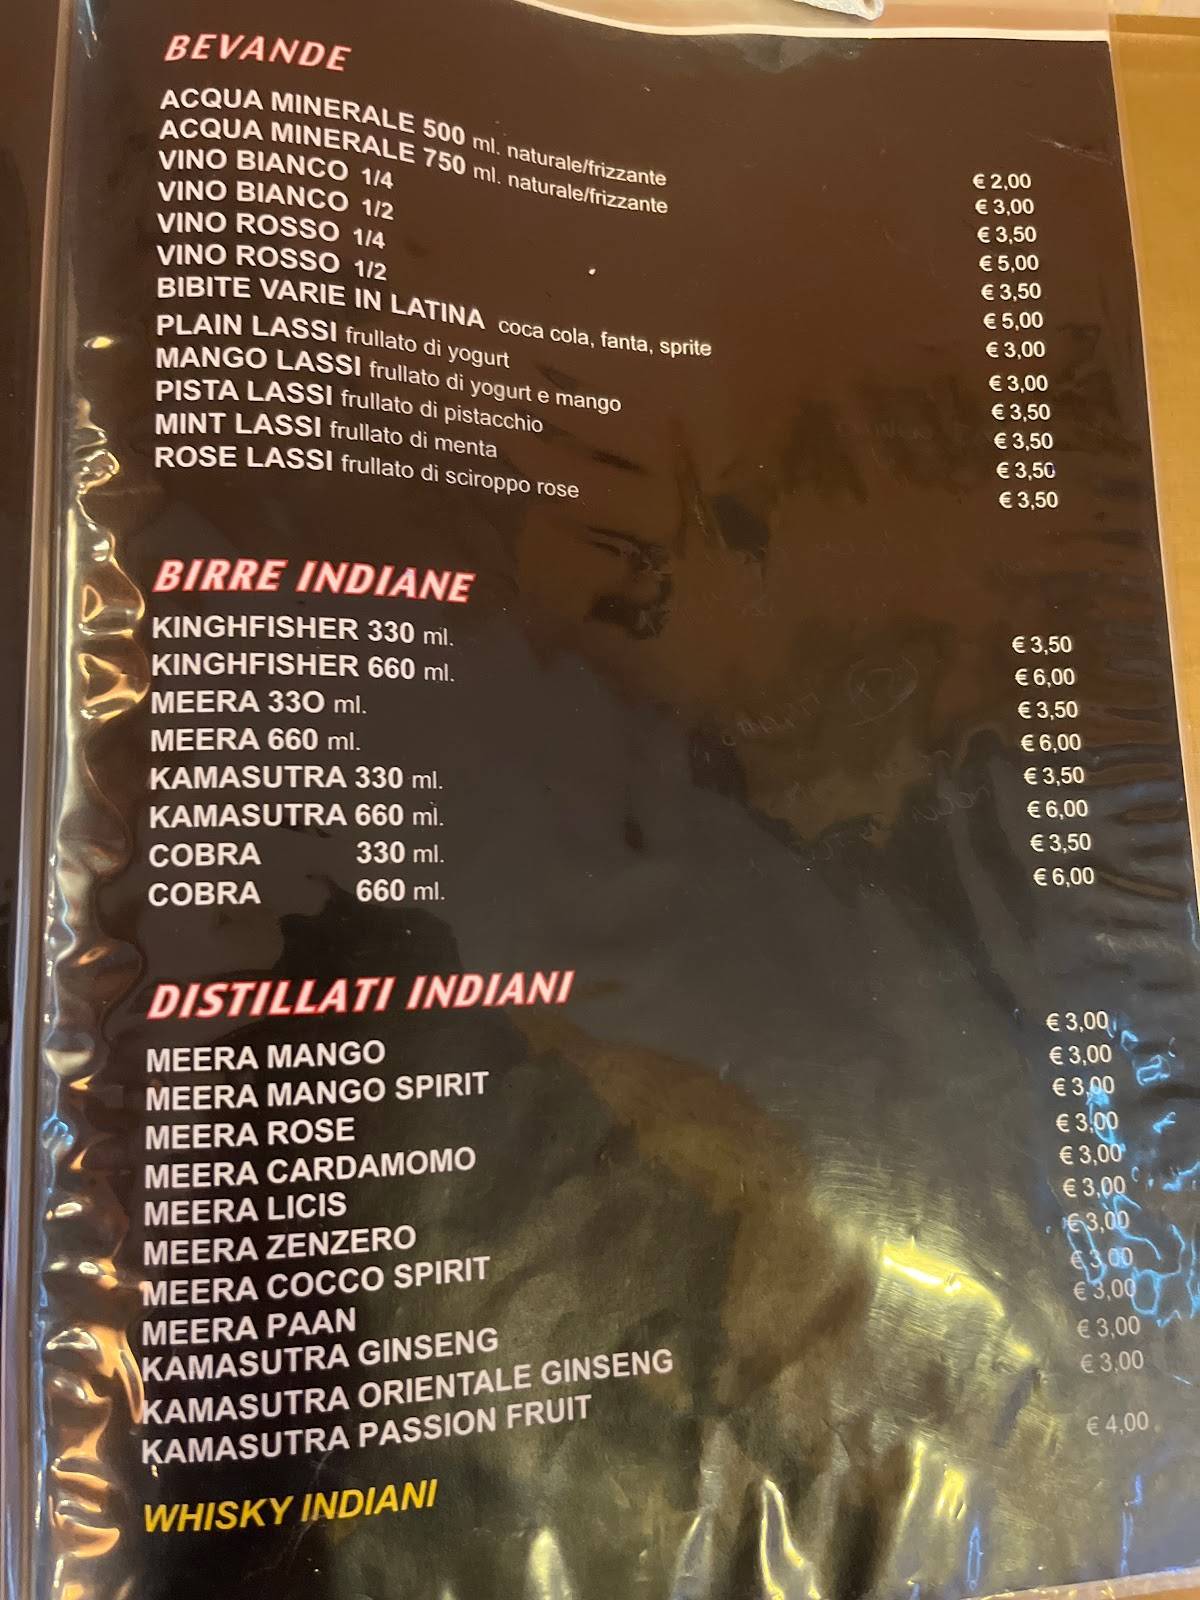 BEVANDE
ACQUA MINERALE 500 ml. naturale/frizzante € 2,00
ACQUA MINERALE 750 ml. naturale/frizzante € 3,00
VINO BIANCO 1/4 € 3,50
VINO BIANCO 1/2 € 5,00
VINO ROSSO 1/4 € 3,50
VINO ROSSO 1/2 € 5,00
BIBITE VARIE IN LATINA coca cola, fanta, sprite € 3,00
PLAIN LASSI frullato di yogurt € 3,00
MANGO LASSI frullato di yogurt e mango € 3,50
PISTA LASSI frullato di pistacchio € 3,50
MINT LASSI frullato di menta € 3,50
ROSE LASSI frullato di sciroppo rose € 3,50
BIRRE INDIANE
KINGHFISHER 330 ml. € 3,50
KINGHFISHER 660 ml. € 6,00
MEERA 33O ml. € 3,50
MEERA 660 ml. € 6,00
KAMASUTRA 330 ml. € 3,50
KAMASUTRA 660 ml. € 6,00
COBRA 330 ml. € 3,50
COBRA 660 ml. € 6,00
DISTILLATI INDIANI
MEERA MANGO € 3,00
MEERA MANGO SPIRIT € 3,00
MEERA ROSE € 3,00
MEERA CARDAMOMO € 3,00
MEERA LICIS € 3,00
MEERA ZENZERO € 3,00
MEERA COCCO SPIRIT € 3,00
MEERA PAAN € 3,00
KAMASUTRA GINSENG € 3,00
KAMASUTRA ORIENTALE GINSENG € 3,00
KAMASUTRA PASSION FRUIT € 3,00
WHISKY INDIANI € 4,00